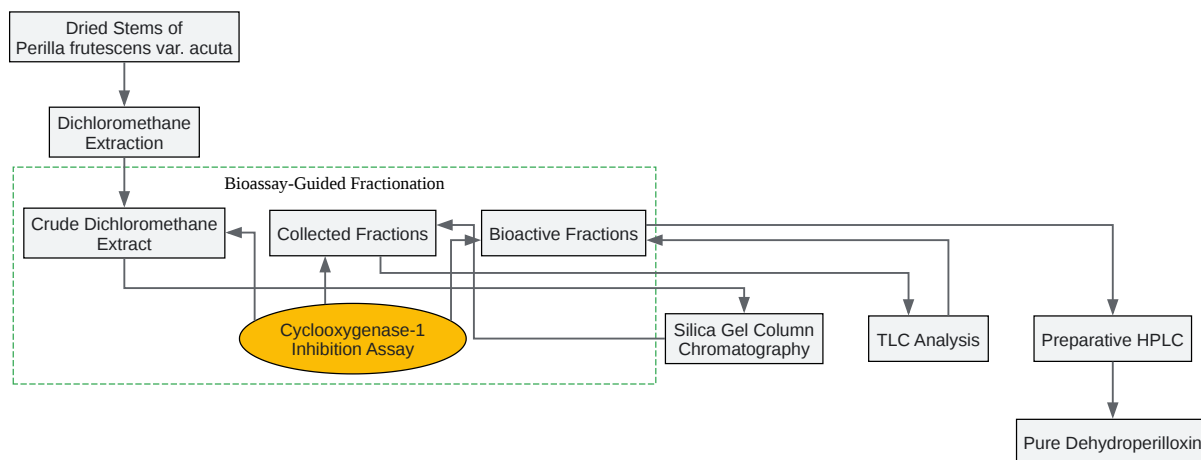 Dried Stems of
Perilla frutescens var. acuta
Dichloromethane
Extraction
Bioassay-Guided Fractionation
Crude Dichloromethane
Extract
Collected Fractions
Bioactive Fractions
Cyclooxygenase-1
Inhibition Assay
Silica Gel Column
Chromatography
TLC Analysis
Preparative HPLC
Pure Dehydroperilloxin